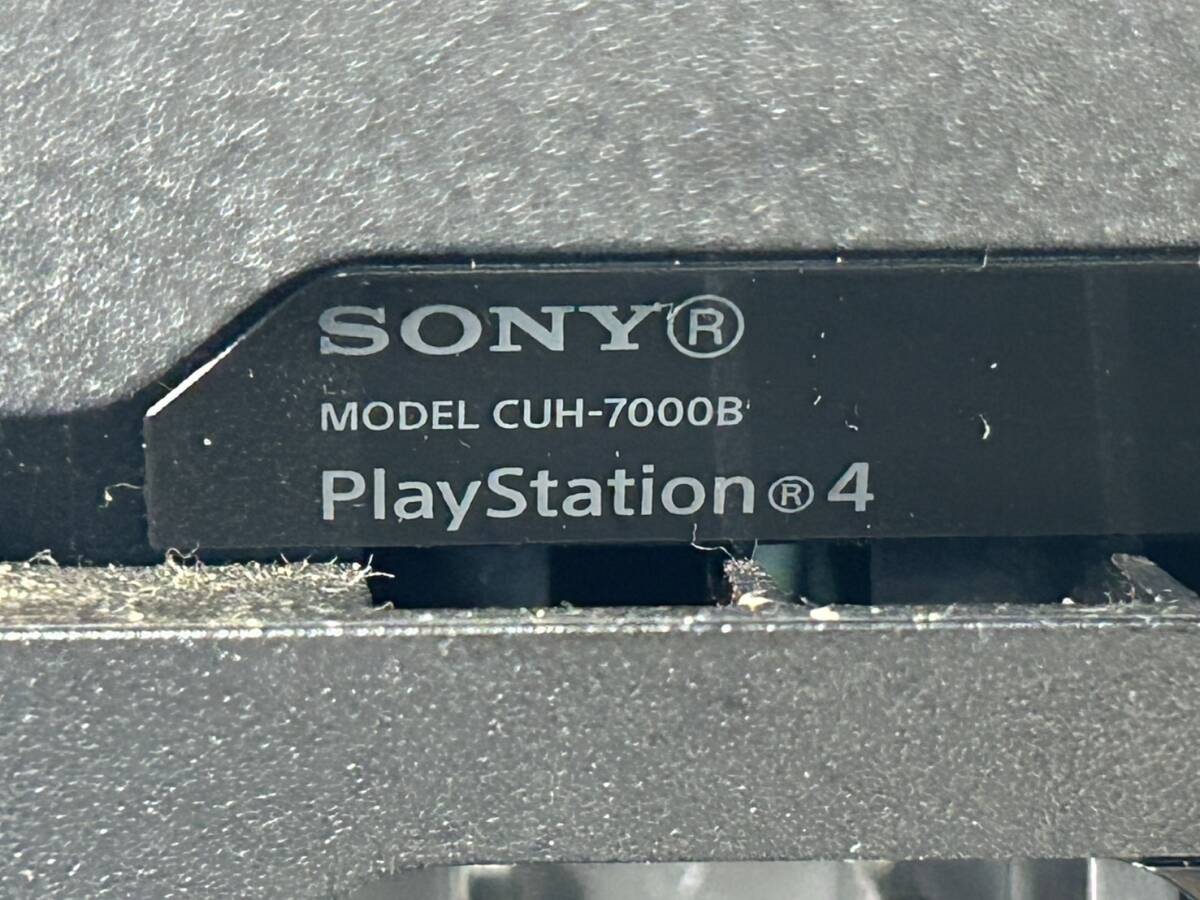 SONY®
MODEL CUH-7000B
PlayStation®4